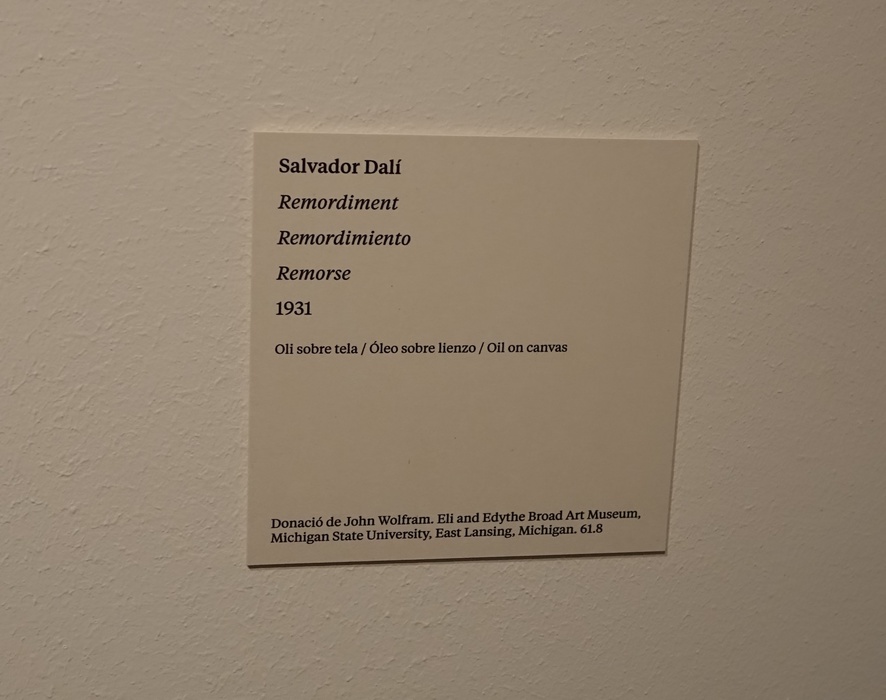 Salvador Dalí
Remordiment
Remordimiento
Remorse
1931
Oli sobre tela / Óleo sobre lienzo / Oil on canvas
Donació de John Wolfram. Eli and Edythe Broad Art Museum,
Michigan State University, East Lansing, Michigan. 61.8